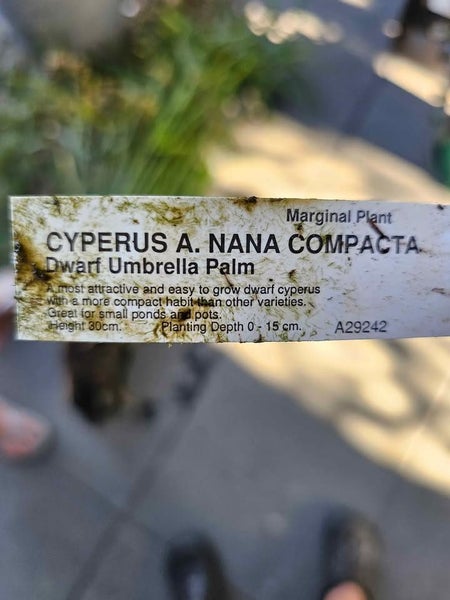 Marginal Plant
CYPERUS A. NANA COMPACTA
Dwarf Umbrella Palm
A most attractive and easy to grow dwarf cyperus
with a more compact habit than other varieties.
Great for small ponds and pots.
Height 30cm. Planting Depth 0 - 15 cm. A29242